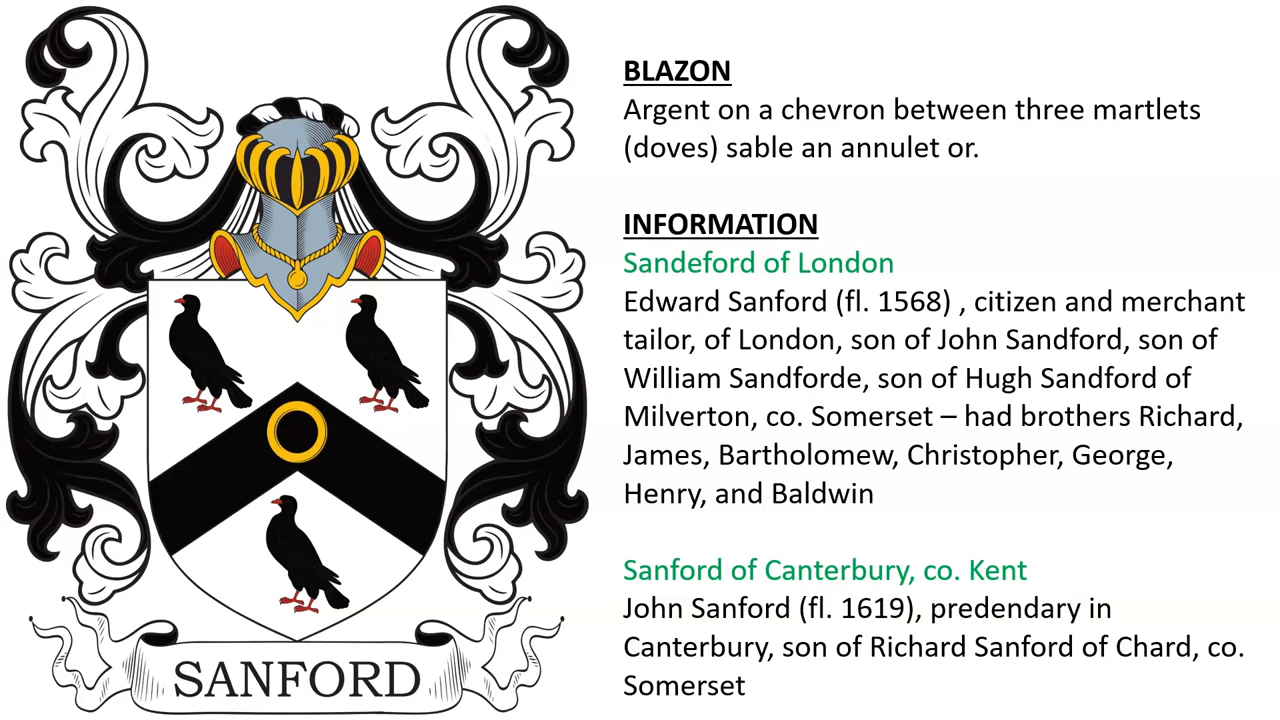 BLAZON
Argent on a chevron between three martlets
(doves) sable an annulet or.
INFORMATION
Sandeford of London
Edward Sanford (fl. 1568) , citizen and merchant
tailor, of London, son of John Sandford, son of
William Sandforde, son of Hugh Sandford of
Milverton, co. Somerset – had brothers Richard,
James, Bartholomew, Christopher, George,
Henry, and Baldwin
Sanford of Canterbury, co. Kent
John Sanford (fl. 1619), predendary in
Canterbury, son of Richard Sanford of Chard, co.
Somerset
SANFORD